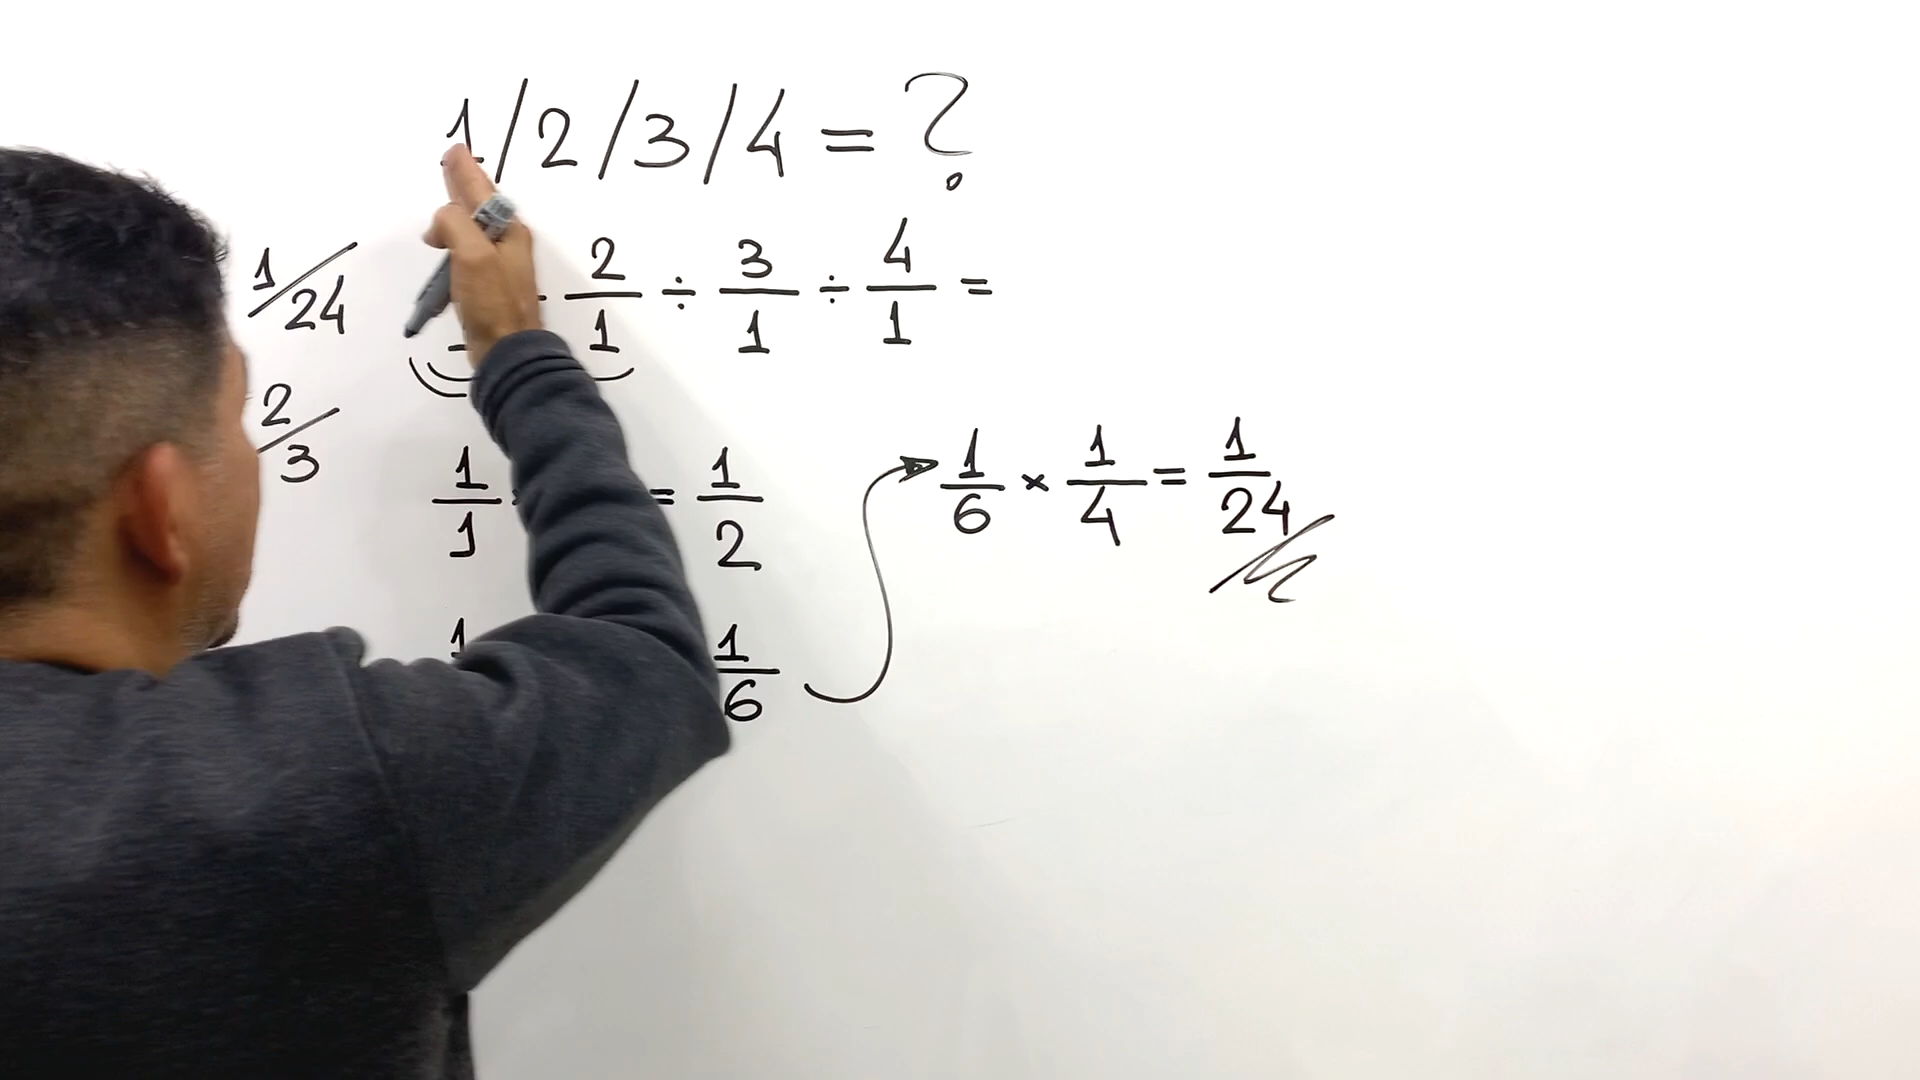 1/2/3/4 = ?
1/24
2/1 ÷ 3/1 ÷ 4/1 =
2/3
1/1 = 1/2
1/6 × 1/4 = 1/24
1
1/6